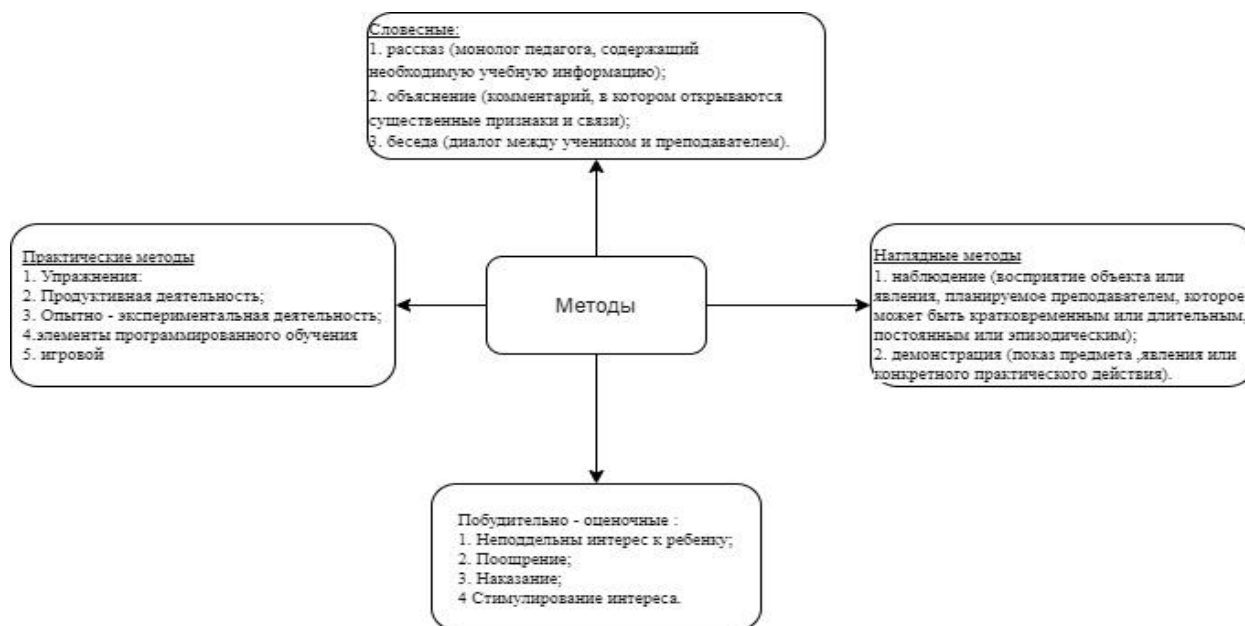 Словесные:
1. рассказ (монолог педагога, содержащий
необходимую учебную информацию);
2. объяснение (комментарий, в котором открываются
существенные признаки и связи);
3. беседа (диалог между учеником и преподавателем).
Практические методы
1. Упражнения:
2. Продуктивная деятельность;
3. Опытно - экспериментальная деятельность;
4.элементы программированного обучения
5. игровой
Методы
Наглядные методы
1. наблюдение (восприятие объекта или
явления, планируемое преподавателем, которое
может быть кратковременным или длительным,
постоянным или эпизодическим);
2. демонстрация (показ предмета ,явления или
конкретного практического действия).
Побудительно - оценочные :
1. Неподдельны интерес к ребенку;
2. Поощрение;
3. Наказание;
4 Стимулирование интереса.